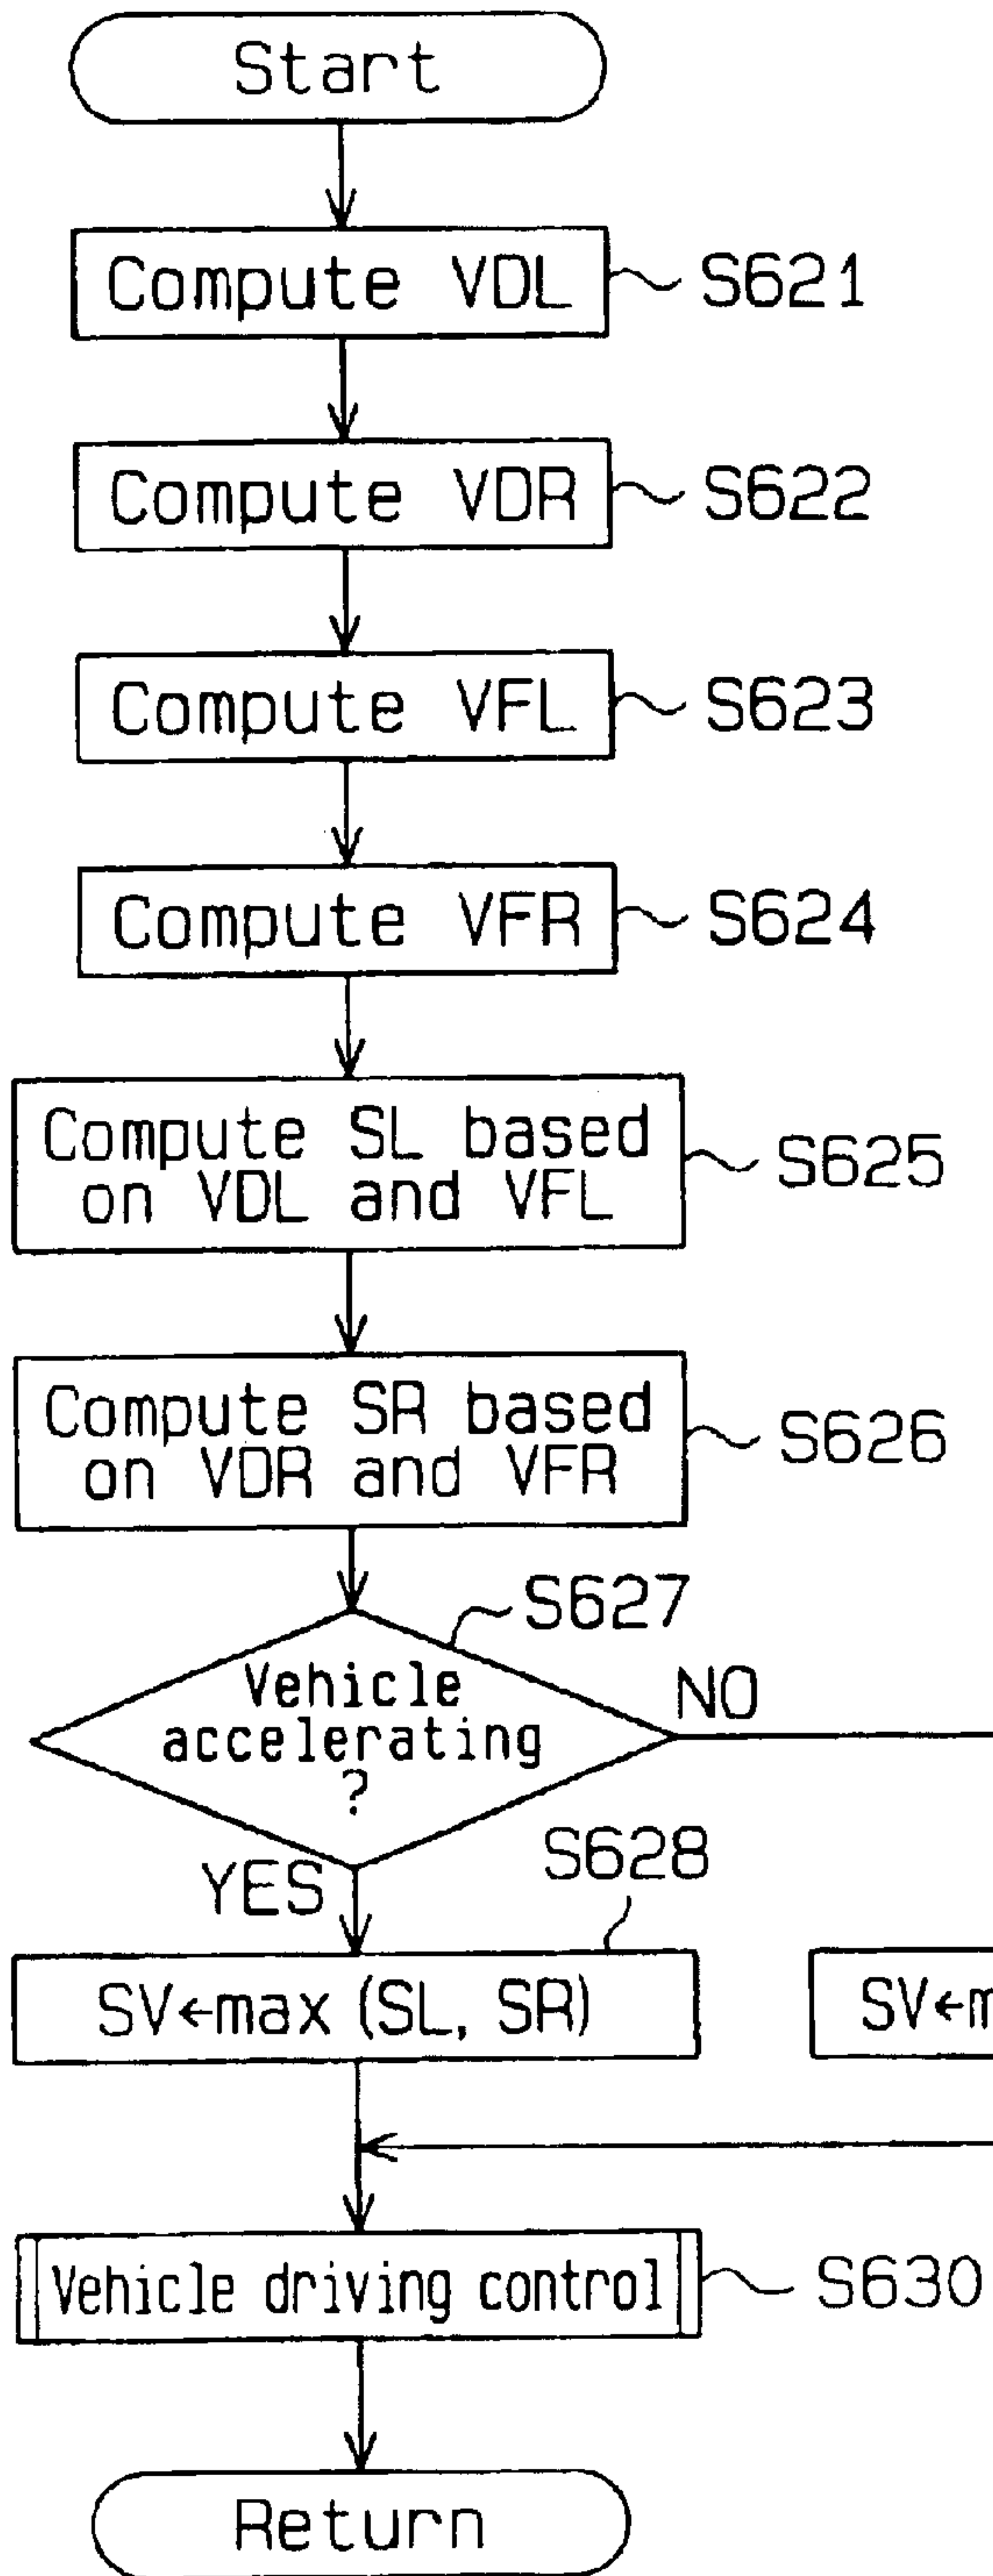 Start
Compute VDL
S621
Compute VDR
S622
Compute VFL
S623
Compute VFR
S624
Compute SL based
on VDL and VFL
S625
Compute SR based
on VDR and VFR
S626
S627
Vehicle
accelerating
?
NO
YES
S628
SV←max (SL, SR)
SV←m
Vehicle driving control
S630
Return